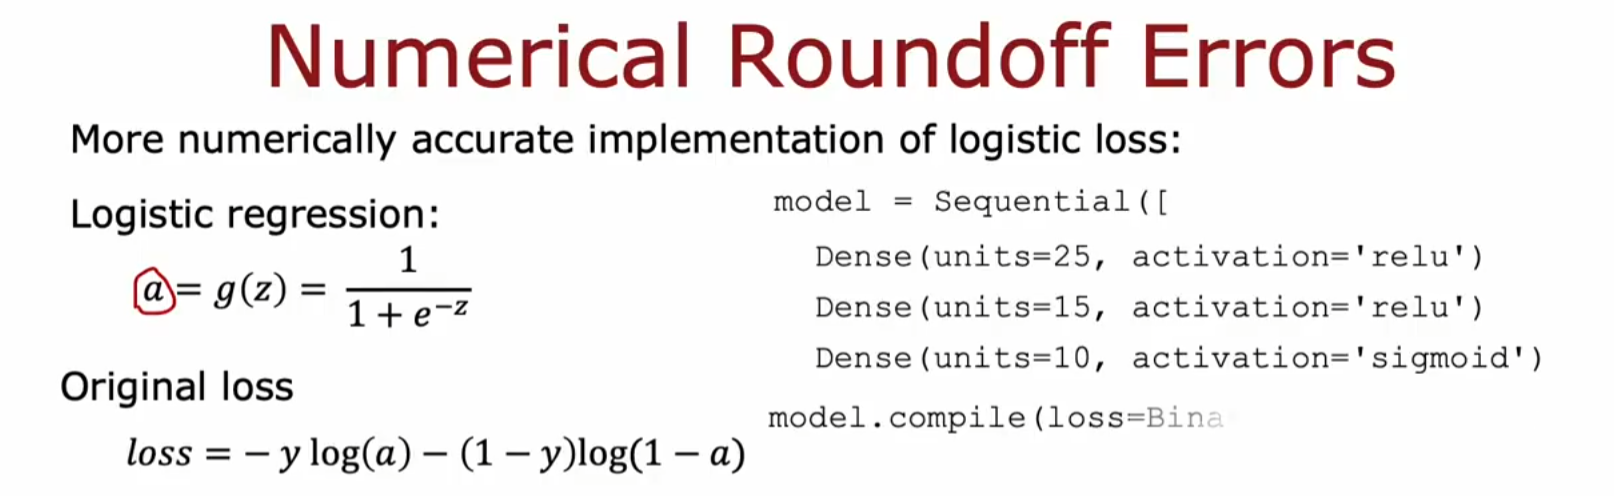 Numerical Roundoff Errors
More numerically accurate implementation of logistic loss:
Logistic regression:
a = g(z) = 1 / (1 + e^{-z})
Original loss
loss = − y log(a) − (1 − y)log(1 − a)
model = Sequential([
Dense(units=25, activation='relu')
Dense(units=15, activation='relu')
Dense(units=10, activation='sigmoid')
model.compile(loss=Bina